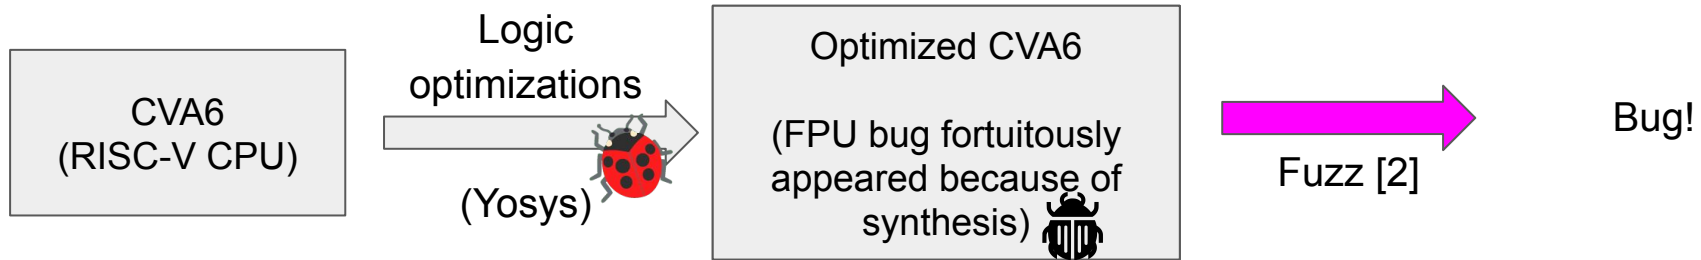 CVA6
(RISC-V CPU)
Logic
optimizations
(Yosys)
Optimized CVA6
(FPU bug fortuitously
appeared because of
synthesis)
Fuzz [2]
Bug!